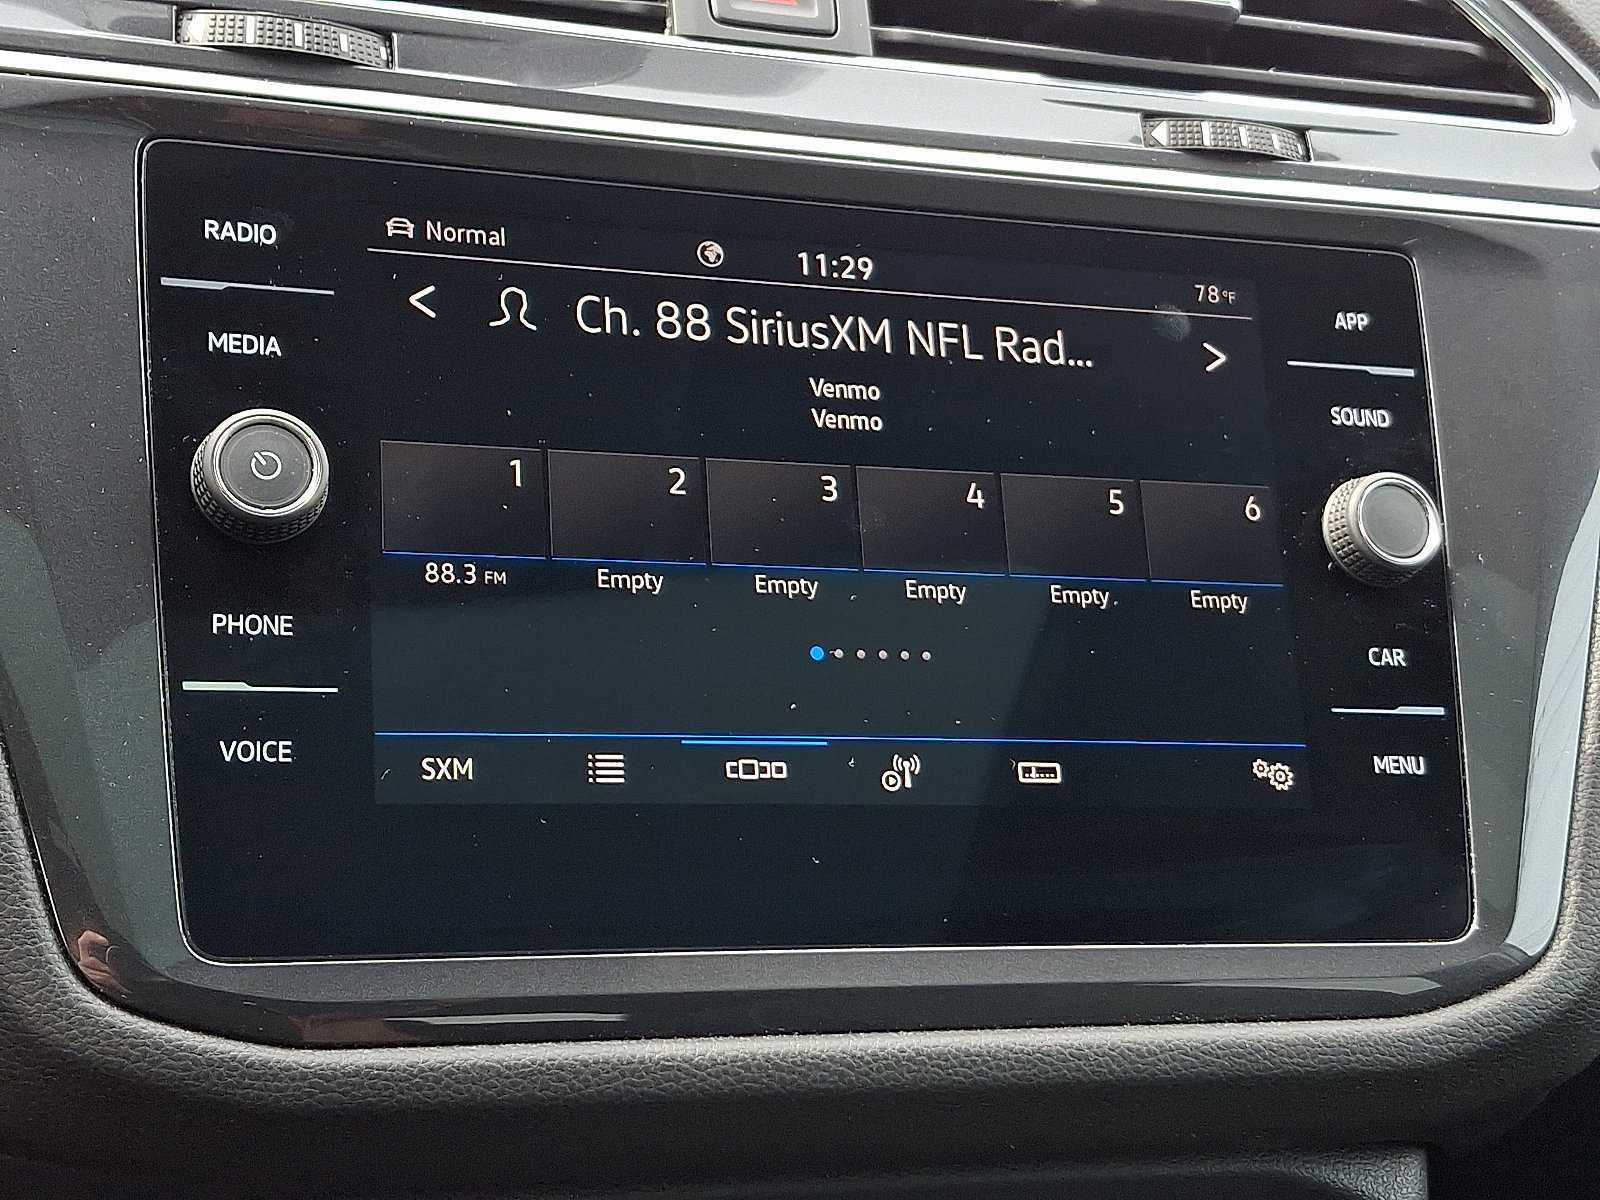 RADIO
MEDIA
PHONE
VOICE
Normal
11:29
78°F
Ch. 88 SiriusXM NFL Rad...
Venmo
Venmo
1
2
3
4
5
6
88.3 FM
Empty
Empty
Empty
Empty
Empty
SXM
APP
SOUND
CAR
MENU